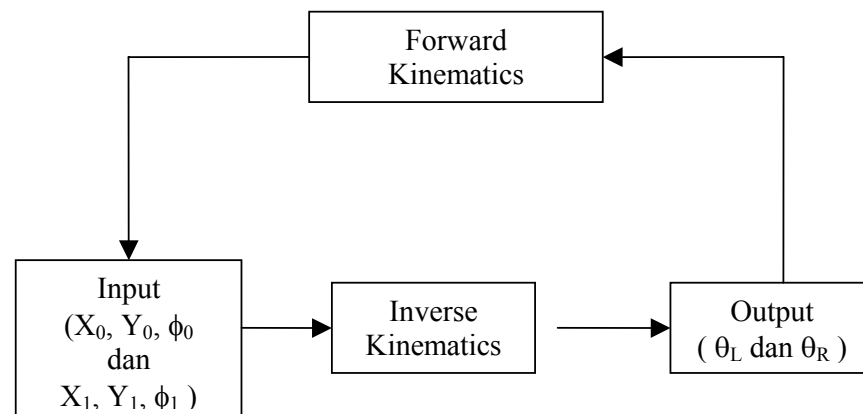 Forward
Kinematics
Input
(X₀, Y₀, ϕ₀
dan
X₁, Y₁, ϕ₁ )
Inverse
Kinematics
Output
( θL dan θR )